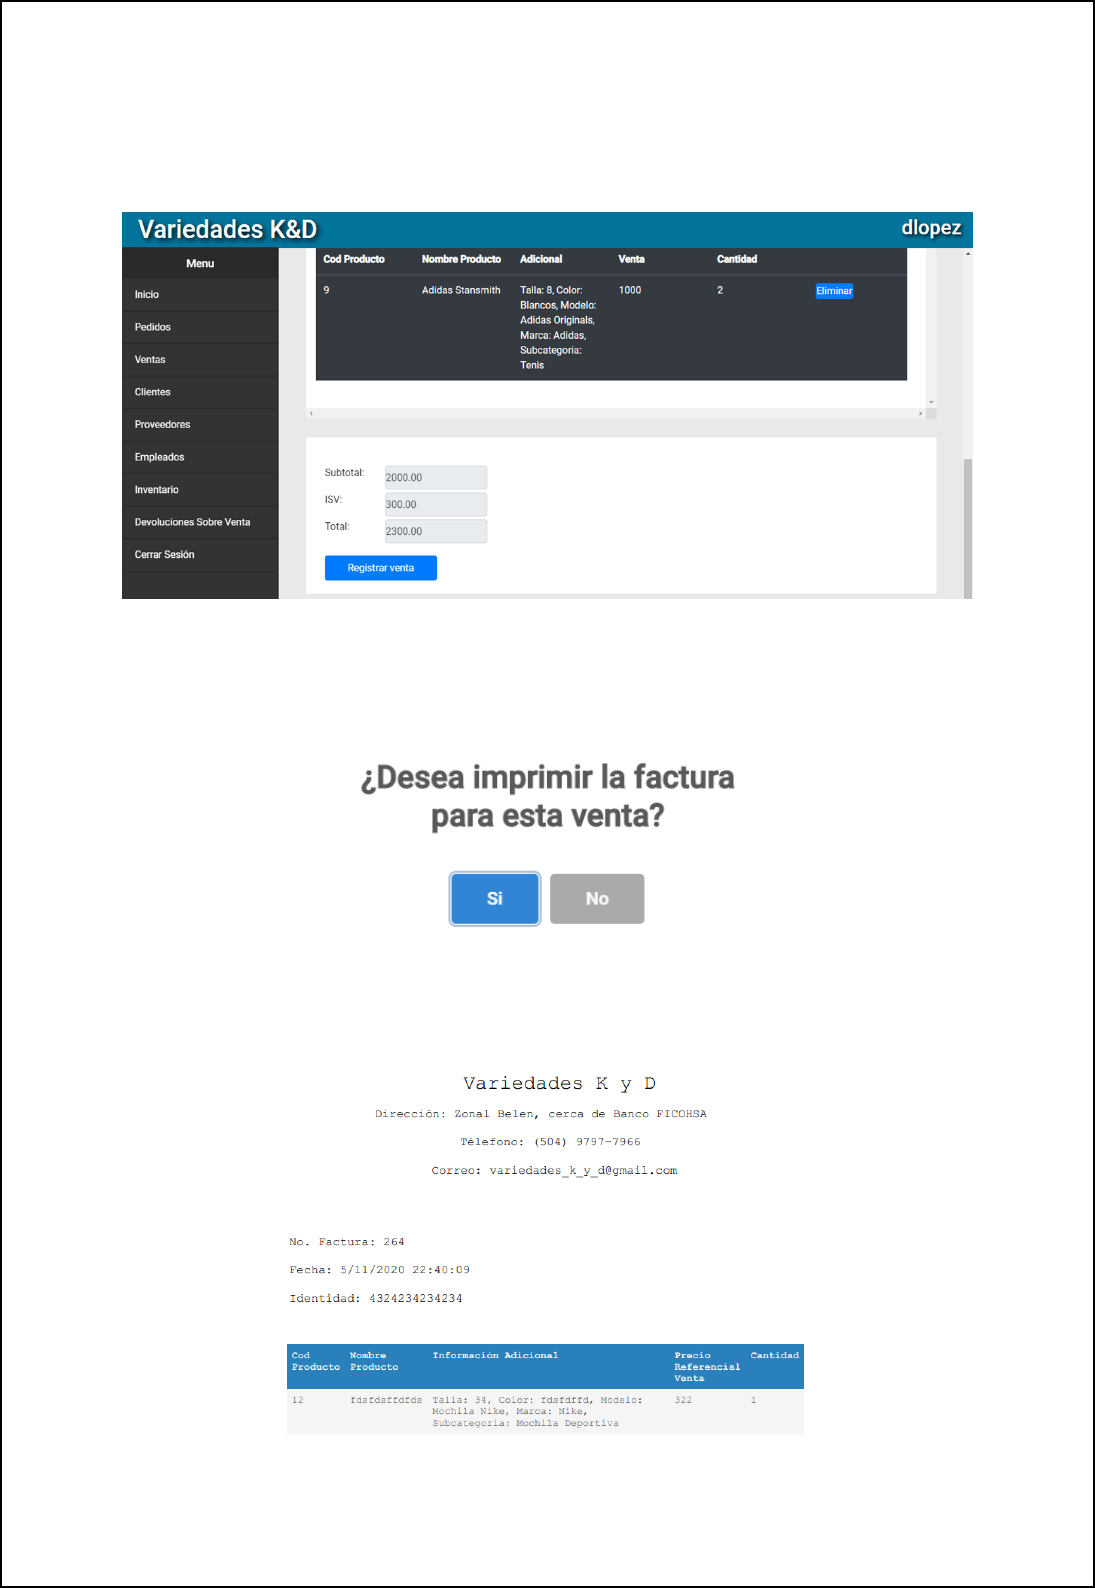 Variedades K&D
dlopez
Menu
Inicio
Pedidos
Ventas
Clientes
Proveedores
Empleados
Inventario
Devoluciones Sobre Venta
Cerrar Sesión
Cod Producto Nombre Producto Adicional Venta Cantidad
9 Adidas Stansmith Talla: 8, Color: 1000 2 Eliminar
Blancos, Modelo:
Adidas Originals,
Marca: Adidas,
Subcategoria:
Tenis
Subtotal: 2000.00
ISV: 300.00
Total: 2300.00
Registrar venta
¿Desea imprimir la factura
para esta venta?
Si No
Variedades K y D
Dirección: Zonal Belen, cerca de Banco FICOHSA
Télefono: (504) 9797-7966
Correo: variedades_k_y_d@gmail.com
No. Factura: 264
Fecha: 5/11/2020 22:40:09
Identidad: 4324234234234
Cod Nombre Información Adicional Precio Cantidad
Producto Producto Referencial
Venta
12 fdsfdsffdfds Talla: 34, Color: fdsfdffd, Modelo: 322 1
Mochila Nike, Marca: Nike,
Subcategoria: Mochila Deportiva